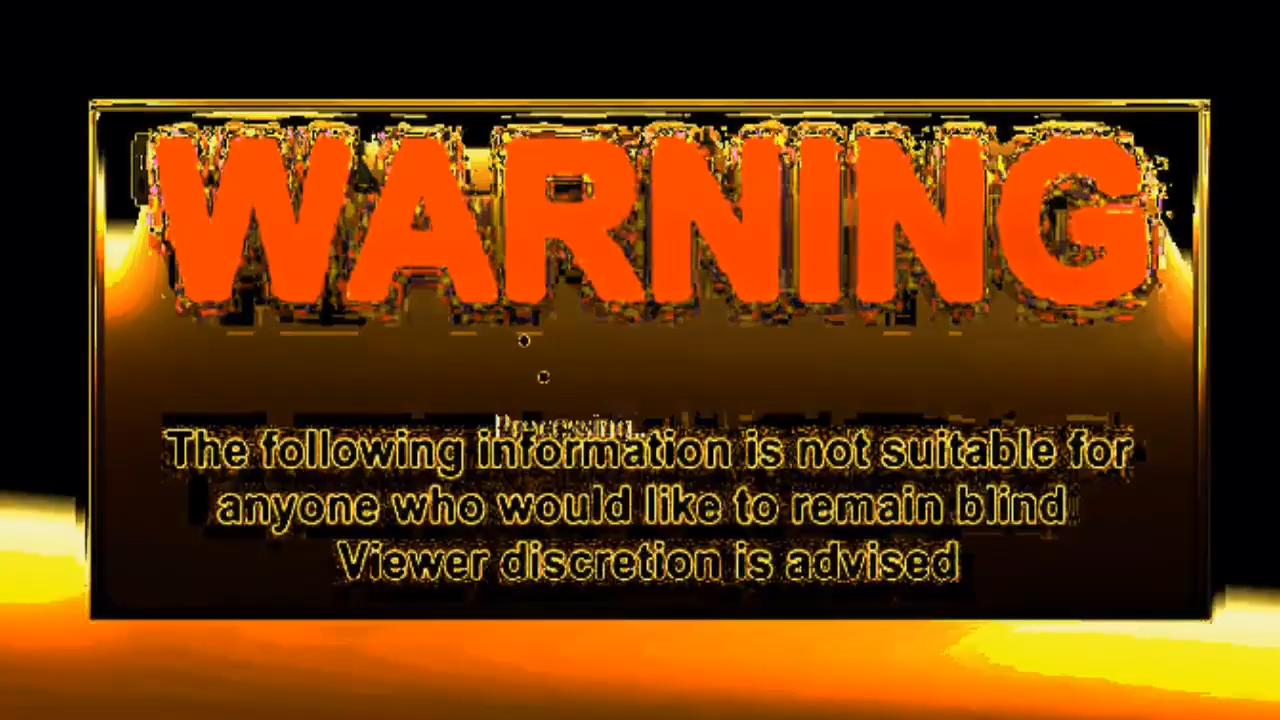 WARNING
Processing...
The following information is not suitable for
anyone who would like to remain blind
Viewer discretion is advised